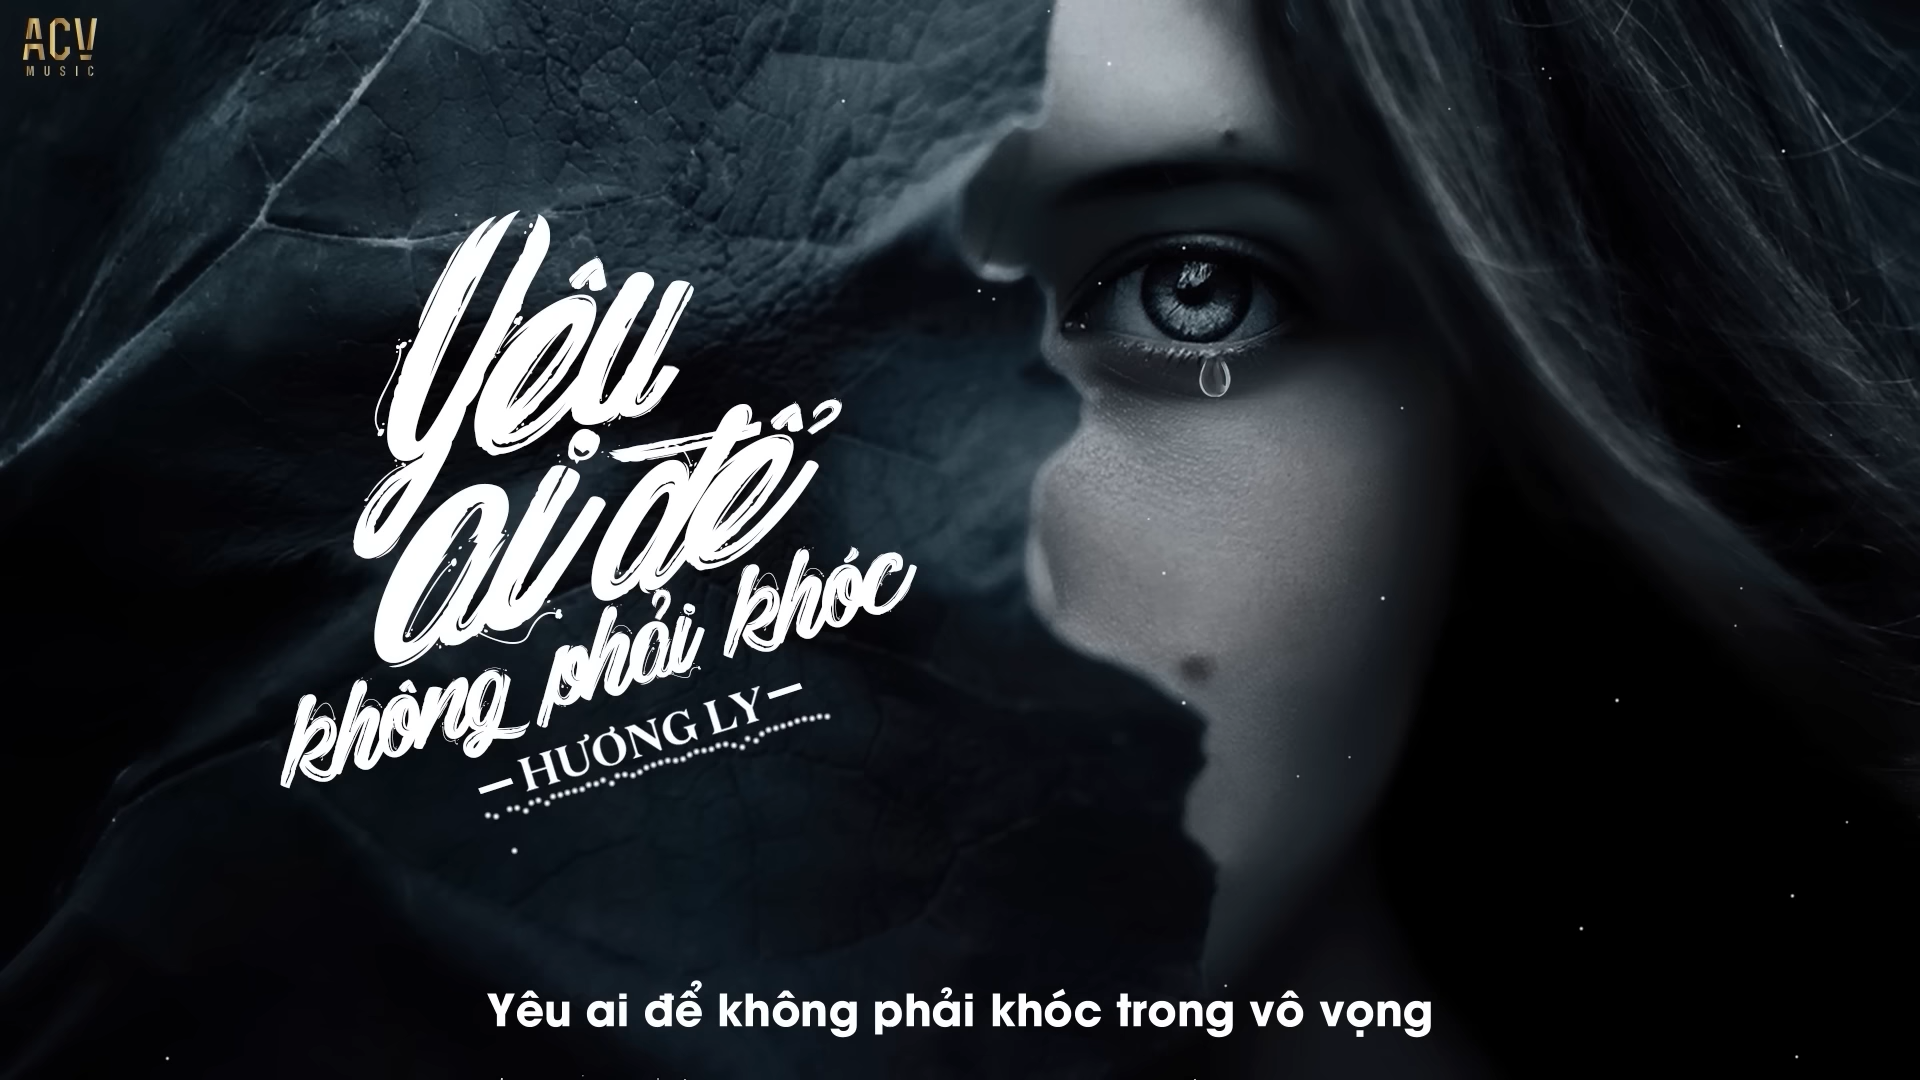 ACV
MUSIC
Yêu
ai để
không phải khóc
HƯƠNG LY
Yêu ai để không phải khóc trong vô vọng